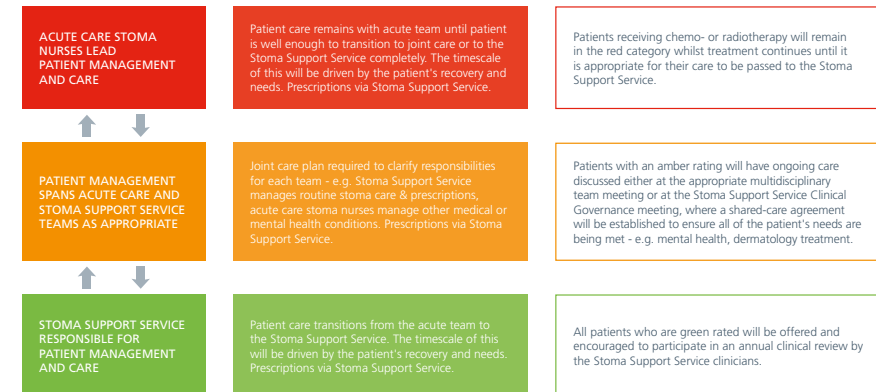 ACUTE CARE STOMA
NURSES LEAD
PATIENT MANAGEMENT
AND CARE
Patient care remains with acute team until patient
is well enough to transition to joint care or to the
Stoma Support Service completely. The timescale
of this will be driven by the patient's recovery and
needs. Prescriptions via Stoma Support Service.
Patients receiving chemo- or radiotherapy will remain
in the red category whilst treatment continues until it
is appropriate for their care to be passed to the Stoma
Support Service.
PATIENT MANAGEMENT
SPANS ACUTE CARE AND
STOMA SUPPORT SERVICE
TEAMS AS APPROPRIATE
Joint care plan required to clarify responsibilities
for each team - e.g. Stoma Support Service
manages routine stoma care & prescriptions,
acute care stoma nurses manage other medical or
mental health conditions. Prescriptions via Stoma
Support Service.
Patients with an amber rating will have ongoing care
discussed either at the appropriate multidisciplinary
team meeting or at the Stoma Support Service Clinical
Governance meeting, where a shared-care agreement
will be established to ensure all of the patient's needs are
being met - e.g. mental health, dermatology treatment.
STOMA SUPPORT SERVICE
RESPONSIBLE FOR
PATIENT MANAGEMENT
AND CARE
Patient care transitions from the acute team to
the Stoma Support Service. The timescale of this
will be driven by the patient's recovery and needs.
Prescriptions via Stoma Support Service.
All patients who are green rated will be offered and
encouraged to participate in an annual clinical review by
the Stoma Support Service clinicians.